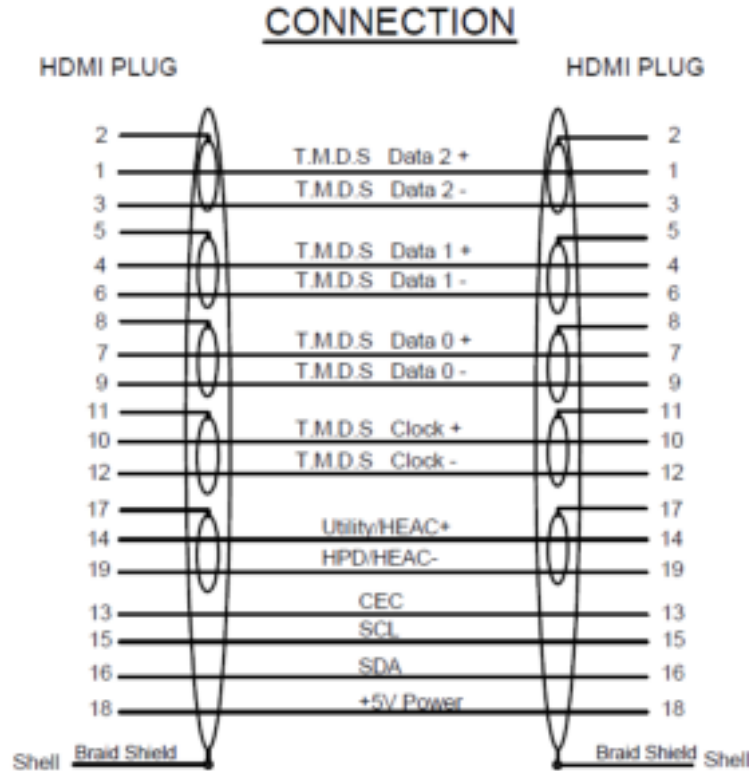 CONNECTION
HDMI PLUG HDMI PLUG
2 2
T.M.D.S Data 2 +
1 1
T.M.D.S Data 2 -
3 3
5 5
T.M.D.S Data 1 +
4 4
T.M.D.S Data 1 -
6 6
8 8
T.M.D.S Data 0 +
7 7
T.M.D.S Data 0 -
9 9
11 11
T.M.D.S Clock +
10 10
T.M.D.S Clock -
12 12
17 17
Utility/HEAC+
14 14
HPD/HEAC-
19 19
CEC
13 13
SCL
15 15
SDA
16 16
+5V Power
18 18
Shell Braid Shield Braid Shield Shell